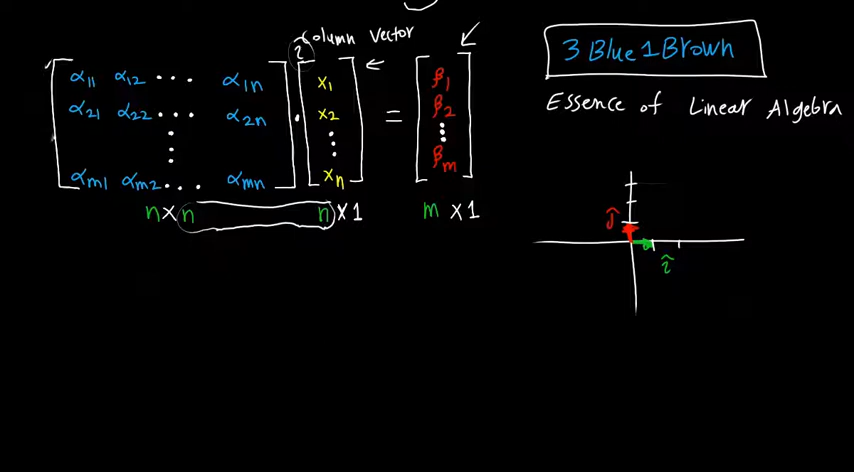 Column Vector
α11 α12 ••• α1n
α21 α22 ••• α2n
αm1 αm2 ••• αmn
x1
x2
xn
=
β1
β2
βm
n×n n×1 m×1
3 Blue 1 Brown
Essence of Linear Algebra
ĵ
î